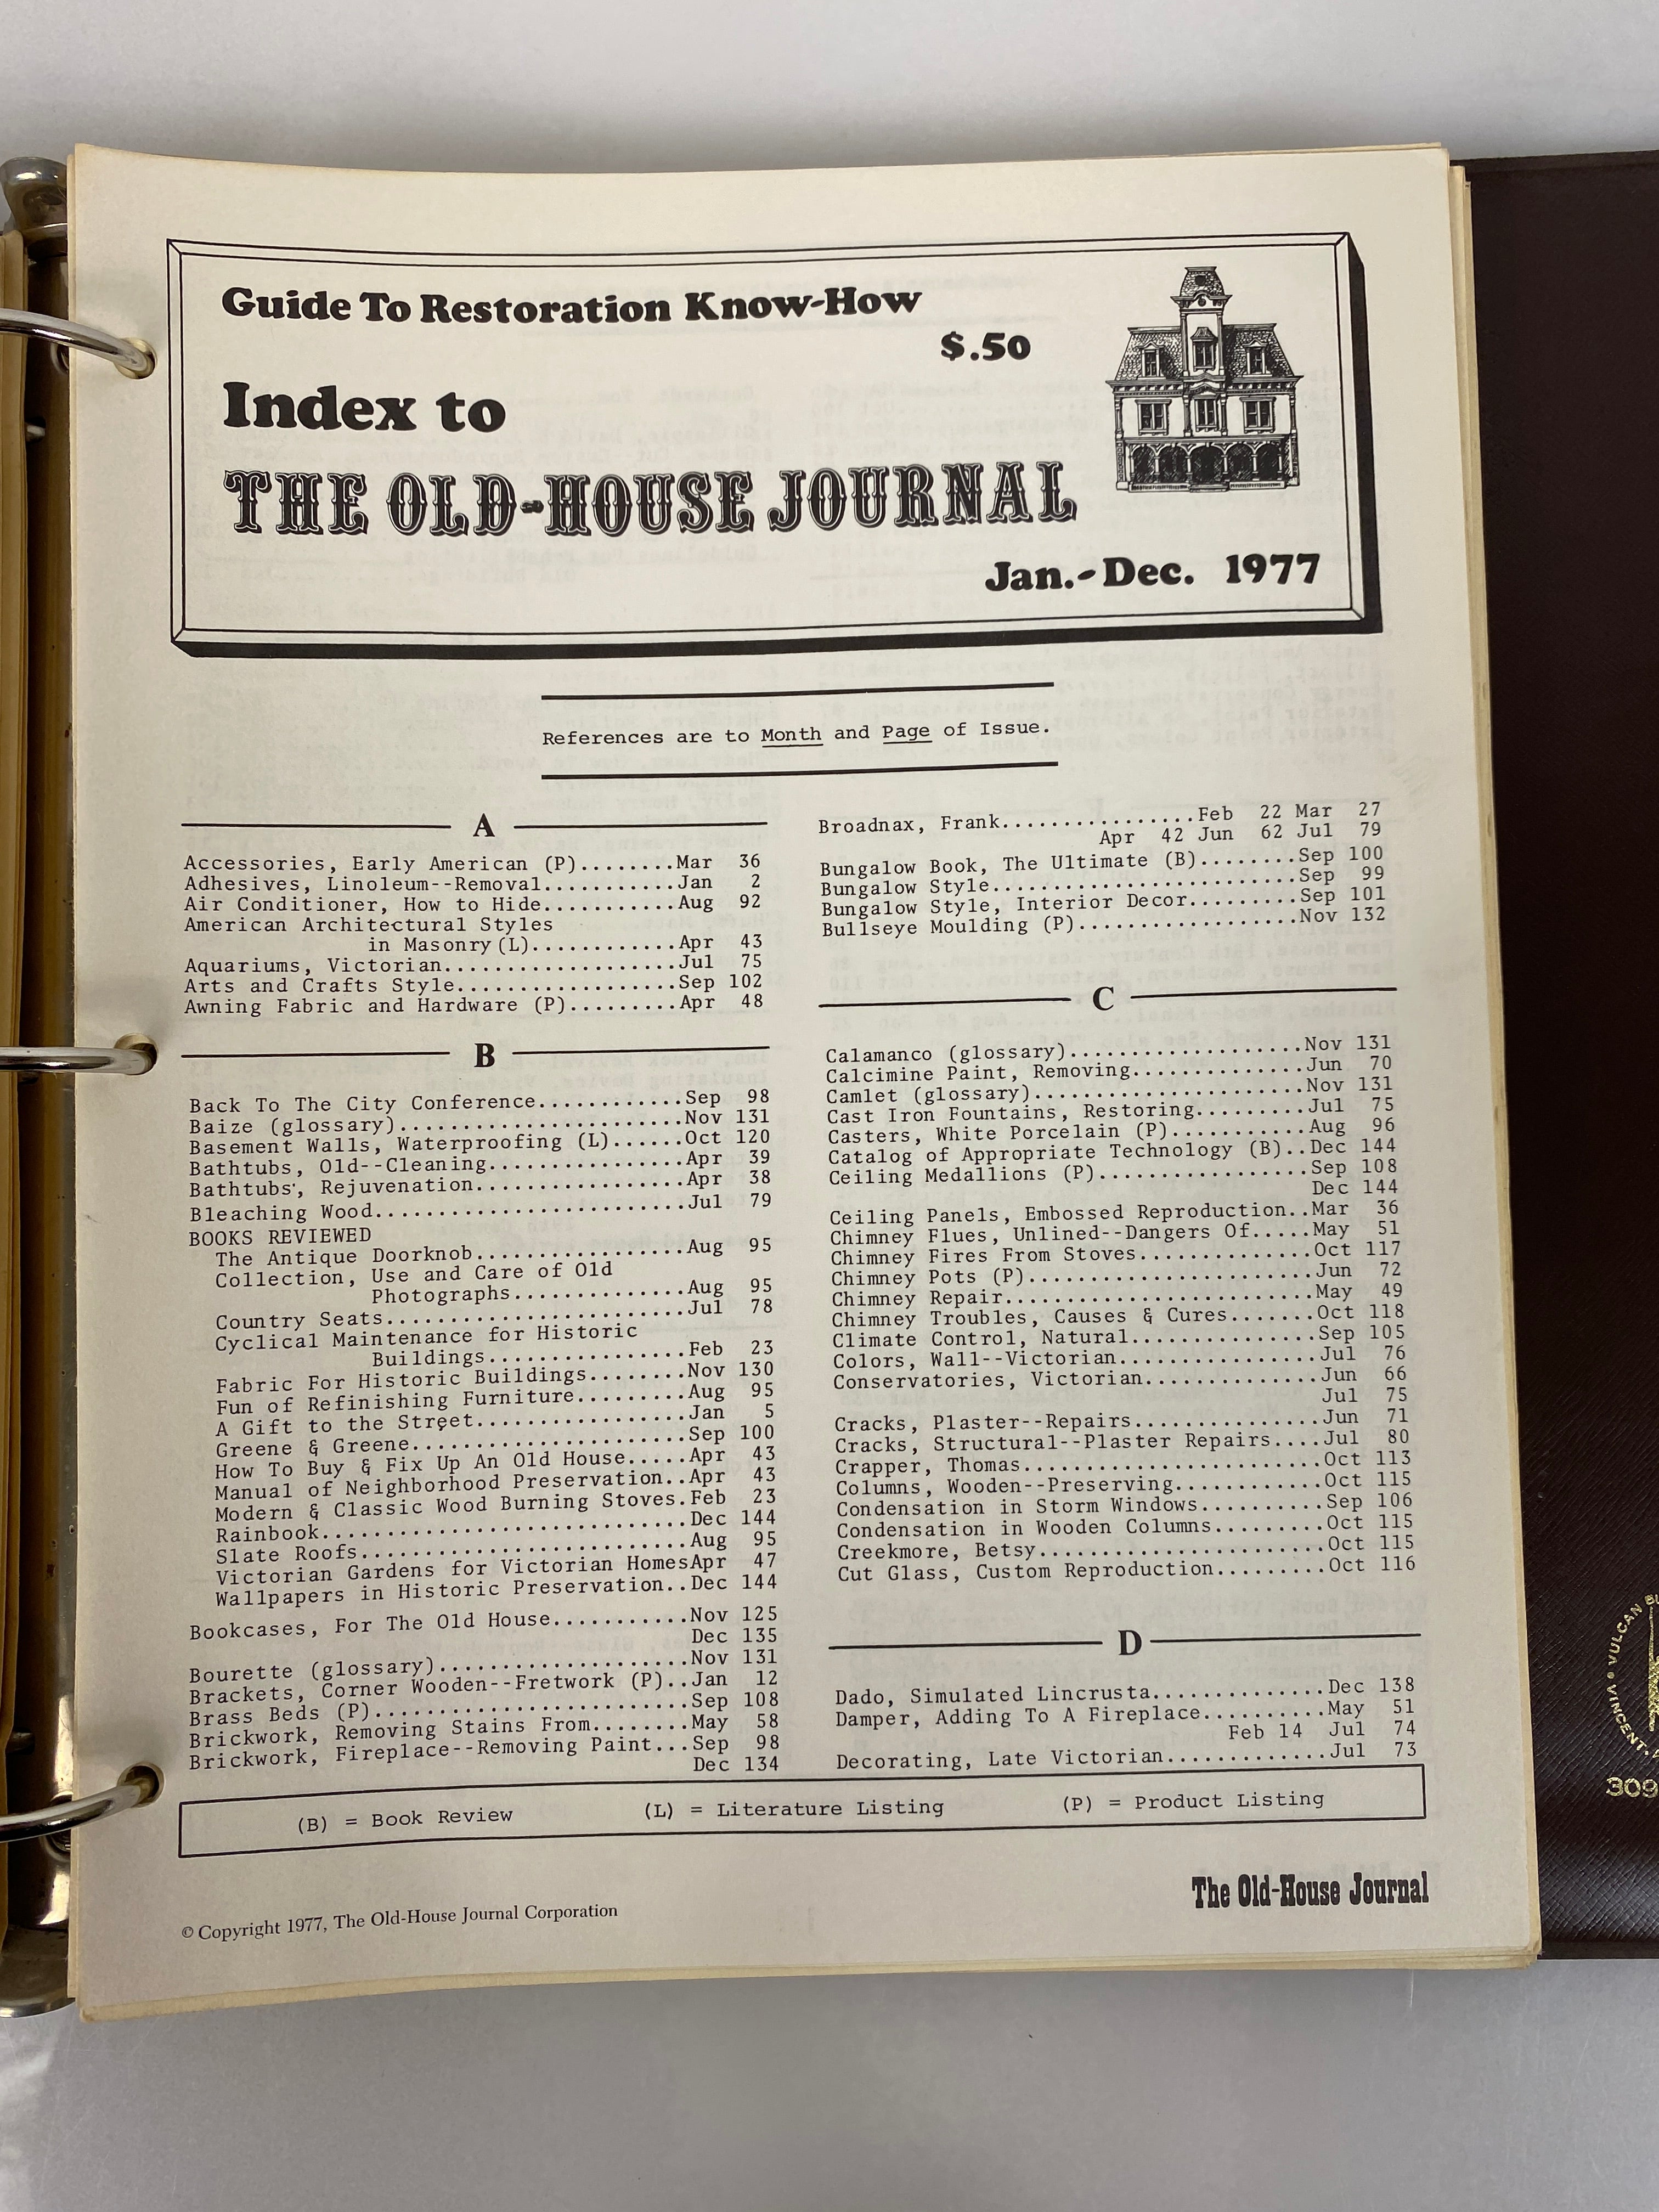 Guide To Restoration Know-How
$.50
Index to
THE OLD-HOUSE JOURNAL
Jan.-Dec. 1977
References are to Month and Page of Issue.
A
Accessories, Early American (P)........Mar 36
Adhesives, Linoleum--Removal...........Jan 2
Air Conditioner, How to Hide...........Aug 92
American Architectural Styles
in Masonry(L)............Apr 43
Aquariums, Victorian....................Jul 75
Arts and Crafts Style...................Sep 102
Awning Fabric and Hardware (P).........Apr 48
B
Back To The City Conference............Sep 98
Baize (glossary)........................Nov 131
Basement Walls, Waterproofing (L)......Oct 120
Bathtubs, Old--Cleaning.................Apr 39
Bathtubs, Rejuvenation..................Apr 38
Bleaching Wood..........................Jul 79
BOOKS REVIEWED
The Antique Doorknob..................Aug 95
Collection, Use and Care of Old
Photographs...............Aug 95
Country Seats..........................Jul 78
Cyclical Maintenance for Historic
Buildings.................Feb 23
Fabric For Historic Buildings........Nov 130
Fun of Refinishing Furniture.........Aug 95
A Gift to the Street..................Jan 5
Greene & Greene........................Sep 100
How To Buy & Fix Up An Old House.....Apr 43
Manual of Neighborhood Preservation..Apr 43
Modern & Classic Wood Burning Stoves.Feb 23
Rainbook...............................Dec 144
Slate Roofs............................Aug 95
Victorian Gardens for Victorian HomesApr 47
Wallpapers in Historic Preservation..Dec 144
Bookcases, For The Old House...........Nov 125
Dec 135
Bourette (glossary).....................Nov 131
Brackets, Corner Wooden--Fretwork (P)..Jan 12
Brass Beds (P)..........................Sep 108
Brickwork, Removing Stains From........May 58
Brickwork, Fireplace--Removing Paint...Sep 98
Dec 134
Broadnax, Frank.................Feb 22 Mar 27
Apr 42 Jun 62 Jul 79
Bungalow Book, The Ultimate (B)........Sep 100
Bungalow Style..........................Sep 99
Bungalow Style, Interior Decor.........Sep 101
Bullseye Moulding (P)...................Nov 132
C
Calamanco (glossary)....................Nov 131
Calcimine Paint, Removing...............Jun 70
Camlet (glossary).......................Nov 131
Cast Iron Fountains, Restoring.........Jul 75
Casters, White Porcelain (P)...........Aug 96
Catalog of Appropriate Technology (B)..Dec 144
Ceiling Medallions (P)..................Sep 108
Dec 144
Ceiling Panels, Embossed Reproduction..Mar 36
Chimney Flues, Unlined--Dangers Of.....May 51
Chimney Fires From Stoves...............Oct 117
Chimney Pots (P)........................Jun 72
Chimney Repair..........................May 49
Chimney Troubles, Causes & Cures.......Oct 118
Climate Control, Natural................Sep 105
Colors, Wall--Victorian.................Jul 76
Conservatories, Victorian...............Jun 66
Jul 75
Cracks, Plaster--Repairs................Jun 71
Cracks, Structural--Plaster Repairs....Jul 80
Crapper, Thomas.........................Oct 113
Columns, Wooden--Preserving.............Oct 115
Condensation in Storm Windows..........Sep 106
Condensation in Wooden Columns.........Oct 115
Creekmore, Betsy........................Oct 115
Cut Glass, Custom Reproduction.........Oct 116
D
Dado, Simulated Lincrusta...............Dec 138
Damper, Adding To A Fireplace..........May 51
Feb 14 Jul 74
Decorating, Late Victorian..............Jul 73
(B) = Book Review (L) = Literature Listing (P) = Product Listing
The Old-House Journal
© Copyright 1977, The Old-House Journal Corporation
VULCAN
VINCENT
309